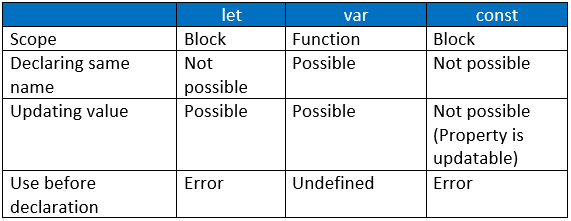 let var const
Scope Block Function Block
Declaring same name Not possible Possible Not possible
Updating value Possible Possible Not possible (Property is updatable)
Use before declaration Error Undefined Error